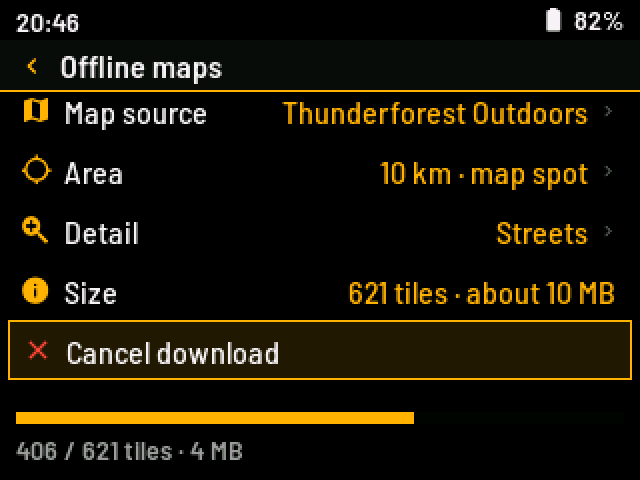 20:46 82%
Offline maps
Map source Thunderforest Outdoors
Area 10 km · map spot
Detail Streets
Size 621 tiles · about 10 MB
Cancel download
406 / 621 tiles · 4 MB